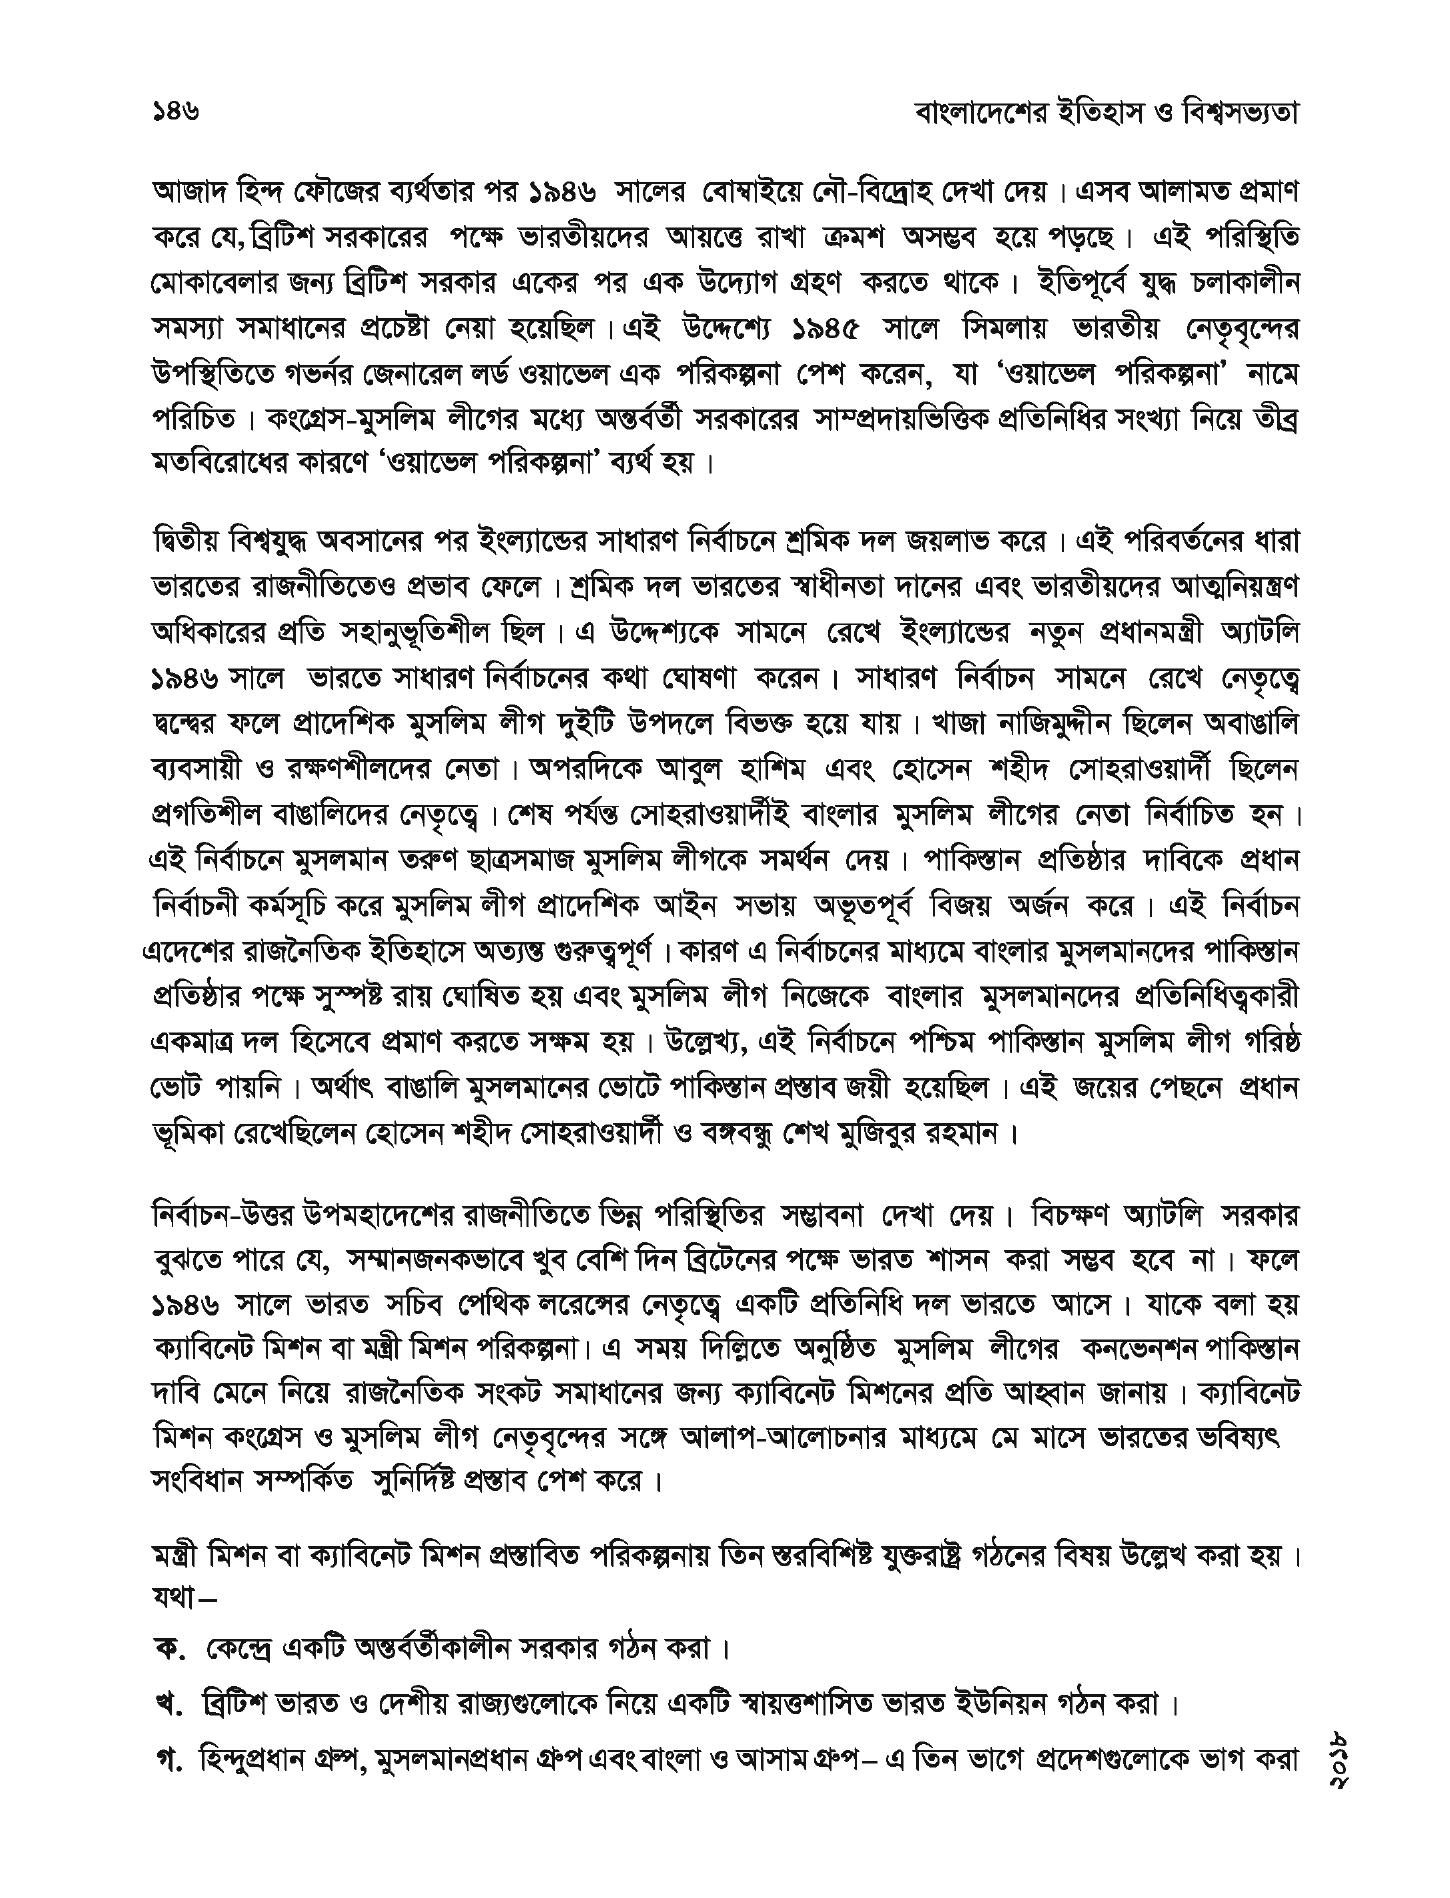 ১৪৬
বাংলাদেশের ইতিহাস ও বিশ্বসভ্যতা
আজাদ হিন্দ ফৌজের ব্যর্থতার পর ১৯৪৬ সালের বোম্বাইয়ে নৌ-বিদ্রোহ দেখা দেয়। এসব আলামত প্রমাণ
করে যে, ব্রিটিশ সরকারের পক্ষে ভারতীয়দের আয়ত্তে রাখা ক্রমশ অসম্ভব হয়ে পড়ছে। এই পরিস্থিতি
মোকাবেলার জন্য ব্রিটিশ সরকার একের পর এক উদ্যোগ গ্রহণ করতে থাকে। ইতিপূর্বে যুদ্ধ চলাকালীন
সমস্যা সমাধানের প্রচেষ্টা নেয়া হয়েছিল। এই উদ্দেশ্যে ১৯৪৫ সালে সিমলায় ভারতীয় নেতৃবৃন্দের
উপস্থিতিতে গভর্নর জেনারেল লর্ড ওয়াভেল এক পরিকল্পনা পেশ করেন, যা ‘ওয়াভেল পরিকল্পনা’ নামে
পরিচিত। কংগ্রেস-মুসলিম লীগের মধ্যে অন্তর্বর্তী সরকারের সাম্প্রদায়ভিত্তিক প্রতিনিধির সংখ্যা নিয়ে তীব্র
মতবিরোধের কারণে ‘ওয়াভেল পরিকল্পনা’ ব্যর্থ হয়।
দ্বিতীয় বিশ্বযুদ্ধ অবসানের পর ইংল্যান্ডের সাধারণ নির্বাচনে শ্রমিক দল জয়লাভ করে। এই পরিবর্তনের ধারা
ভারতের রাজনীতিতেও প্রভাব ফেলে। শ্রমিক দল ভারতের স্বাধীনতা দানের এবং ভারতীয়দের আত্মনিয়ন্ত্রণ
অধিকারের প্রতি সহানুভূতিশীল ছিল। এ উদ্দেশ্যকে সামনে রেখে ইংল্যান্ডের নতুন প্রধানমন্ত্রী অ্যাটলি
১৯৪৬ সালে ভারতে সাধারণ নির্বাচনের কথা ঘোষণা করেন। সাধারণ নির্বাচন সামনে রেখে নেতৃত্বে
দ্বন্দ্বের ফলে প্রাদেশিক মুসলিম লীগ দুইটি উপদলে বিভক্ত হয়ে যায়। খাজা নাজিমুদ্দীন ছিলেন অবাঙালি
ব্যবসায়ী ও রক্ষণশীলদের নেতা। অপরদিকে আবুল হাশিম এবং হোসেন শহীদ সোহরাওয়ার্দী ছিলেন
প্রগতিশীল বাঙালিদের নেতৃত্বে। শেষ পর্যন্ত সোহরাওয়ার্দীই বাংলার মুসলিম লীগের নেতা নির্বাচিত হন।
এই নির্বাচনে মুসলমান তরুণ ছাত্রসমাজ মুসলিম লীগকে সমর্থন দেয়। পাকিস্তান প্রতিষ্ঠার দাবিকে প্রধান
নির্বাচনী কর্মসূচি করে মুসলিম লীগ প্রাদেশিক আইন সভায় অভূতপূর্ব বিজয় অর্জন করে। এই নির্বাচন
এদেশের রাজনৈতিক ইতিহাসে অত্যন্ত গুরুত্বপূর্ণ। কারণ এ নির্বাচনের মাধ্যমে বাংলার মুসলমানদের পাকিস্তান
প্রতিষ্ঠার পক্ষে সুস্পষ্ট রায় ঘোষিত হয় এবং মুসলিম লীগ নিজেকে বাংলার মুসলমানদের প্রতিনিধিত্বকারী
একমাত্র দল হিসেবে প্রমাণ করতে সক্ষম হয়। উল্লেখ্য, এই নির্বাচনে পশ্চিম পাকিস্তান মুসলিম লীগ গরিষ্ঠ
ভোট পায়নি। অর্থাৎ বাঙালি মুসলমানের ভোটে পাকিস্তান প্রস্তাব জয়ী হয়েছিল। এই জয়ের পেছনে প্রধান
ভূমিকা রেখেছিলেন হোসেন শহীদ সোহরাওয়ার্দী ও বঙ্গবন্ধু শেখ মুজিবুর রহমান।
নির্বাচন-উত্তর উপমহাদেশের রাজনীতিতে ভিন্ন পরিস্থিতির সম্ভাবনা দেখা দেয়। বিচক্ষণ অ্যাটলি সরকার
বুঝতে পারে যে, সম্মানজনকভাবে খুব বেশি দিন ব্রিটেনের পক্ষে ভারত শাসন করা সম্ভব হবে না। ফলে
১৯৪৬ সালে ভারত সচিব পেথিক লরেন্সের নেতৃত্বে একটি প্রতিনিধি দল ভারতে আসে। যাকে বলা হয়
ক্যাবিনেট মিশন বা মন্ত্রী মিশন পরিকল্পনা। এ সময় দিল্লিতে অনুষ্ঠিত মুসলিম লীগের কনভেনশন পাকিস্তান
দাবি মেনে নিয়ে রাজনৈতিক সংকট সমাধানের জন্য ক্যাবিনেট মিশনের প্রতি আহ্বান জানায়। ক্যাবিনেট
মিশন কংগ্রেস ও মুসলিম লীগ নেতৃবৃন্দের সঙ্গে আলাপ-আলোচনার মাধ্যমে মে মাসে ভারতের ভবিষ্যৎ
সংবিধান সম্পর্কিত সুনির্দিষ্ট প্রস্তাব পেশ করে।
মন্ত্রী মিশন বা ক্যাবিনেট মিশন প্রস্তাবিত পরিকল্পনায় তিন স্তরবিশিষ্ট যুক্তরাষ্ট্র গঠনের বিষয় উল্লেখ করা হয়।
যথা–
ক. কেন্দ্রে একটি অন্তর্বর্তীকালীন সরকার গঠন করা।
খ. ব্রিটিশ ভারত ও দেশীয় রাজ্যগুলোকে নিয়ে একটি স্বায়ত্তশাসিত ভারত ইউনিয়ন গঠন করা।
গ. হিন্দুপ্রধান গ্রুপ, মুসলমানপ্রধান গ্রুপ এবং বাংলা ও আসাম গ্রুপ– এ তিন ভাগে প্রদেশগুলোকে ভাগ করা
২০১৮